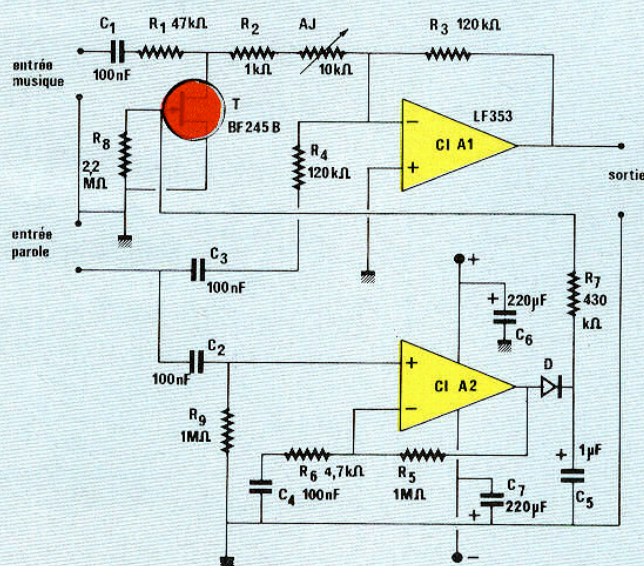 C1
R1 47kΩ
R2
AJ
R3 120kΩ
entrée
musique
100nF
1kΩ
10kΩ
T
BF245B
LF353
CI A1
R8
2,2
MΩ
R4
120kΩ
sortie
entrée
parole
C3
100nF
R7
430
kΩ
220µF
C6
C2
100nF
CI A2
D
R9
1MΩ
R6 4,7kΩ
R5
1MΩ
C4
100nF
C7
220µF
1µF
C5